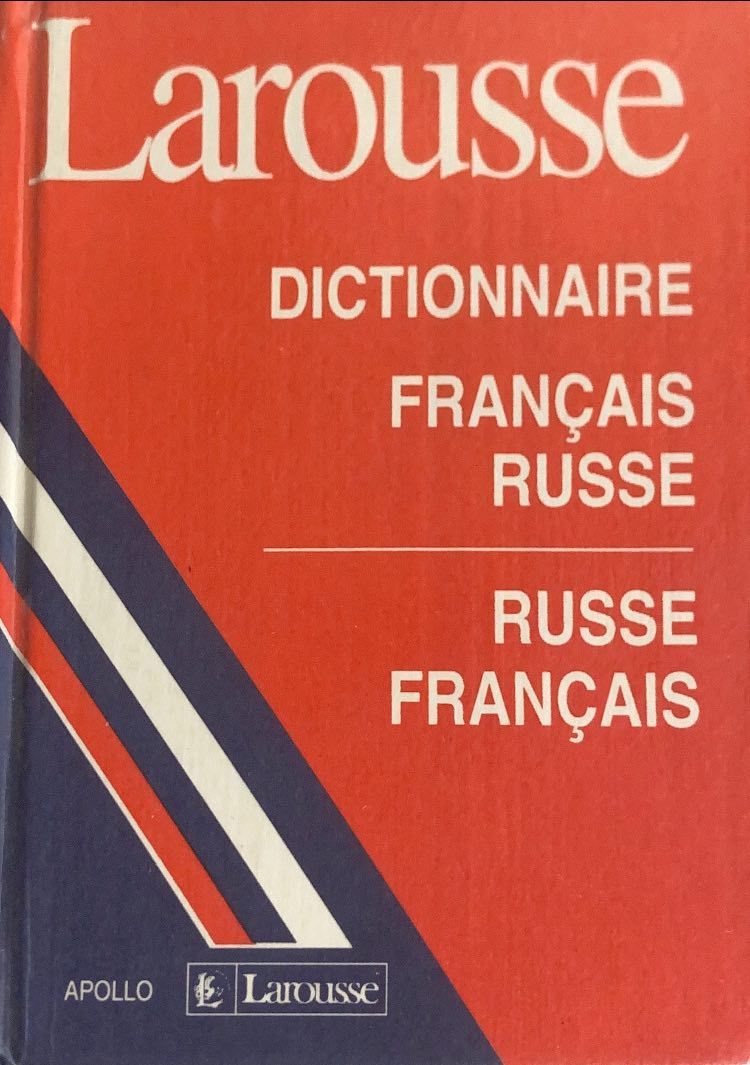 Larousse
DICTIONNAIRE
FRANÇAIS
RUSSE
RUSSE
FRANÇAIS
APOLLO
Larousse